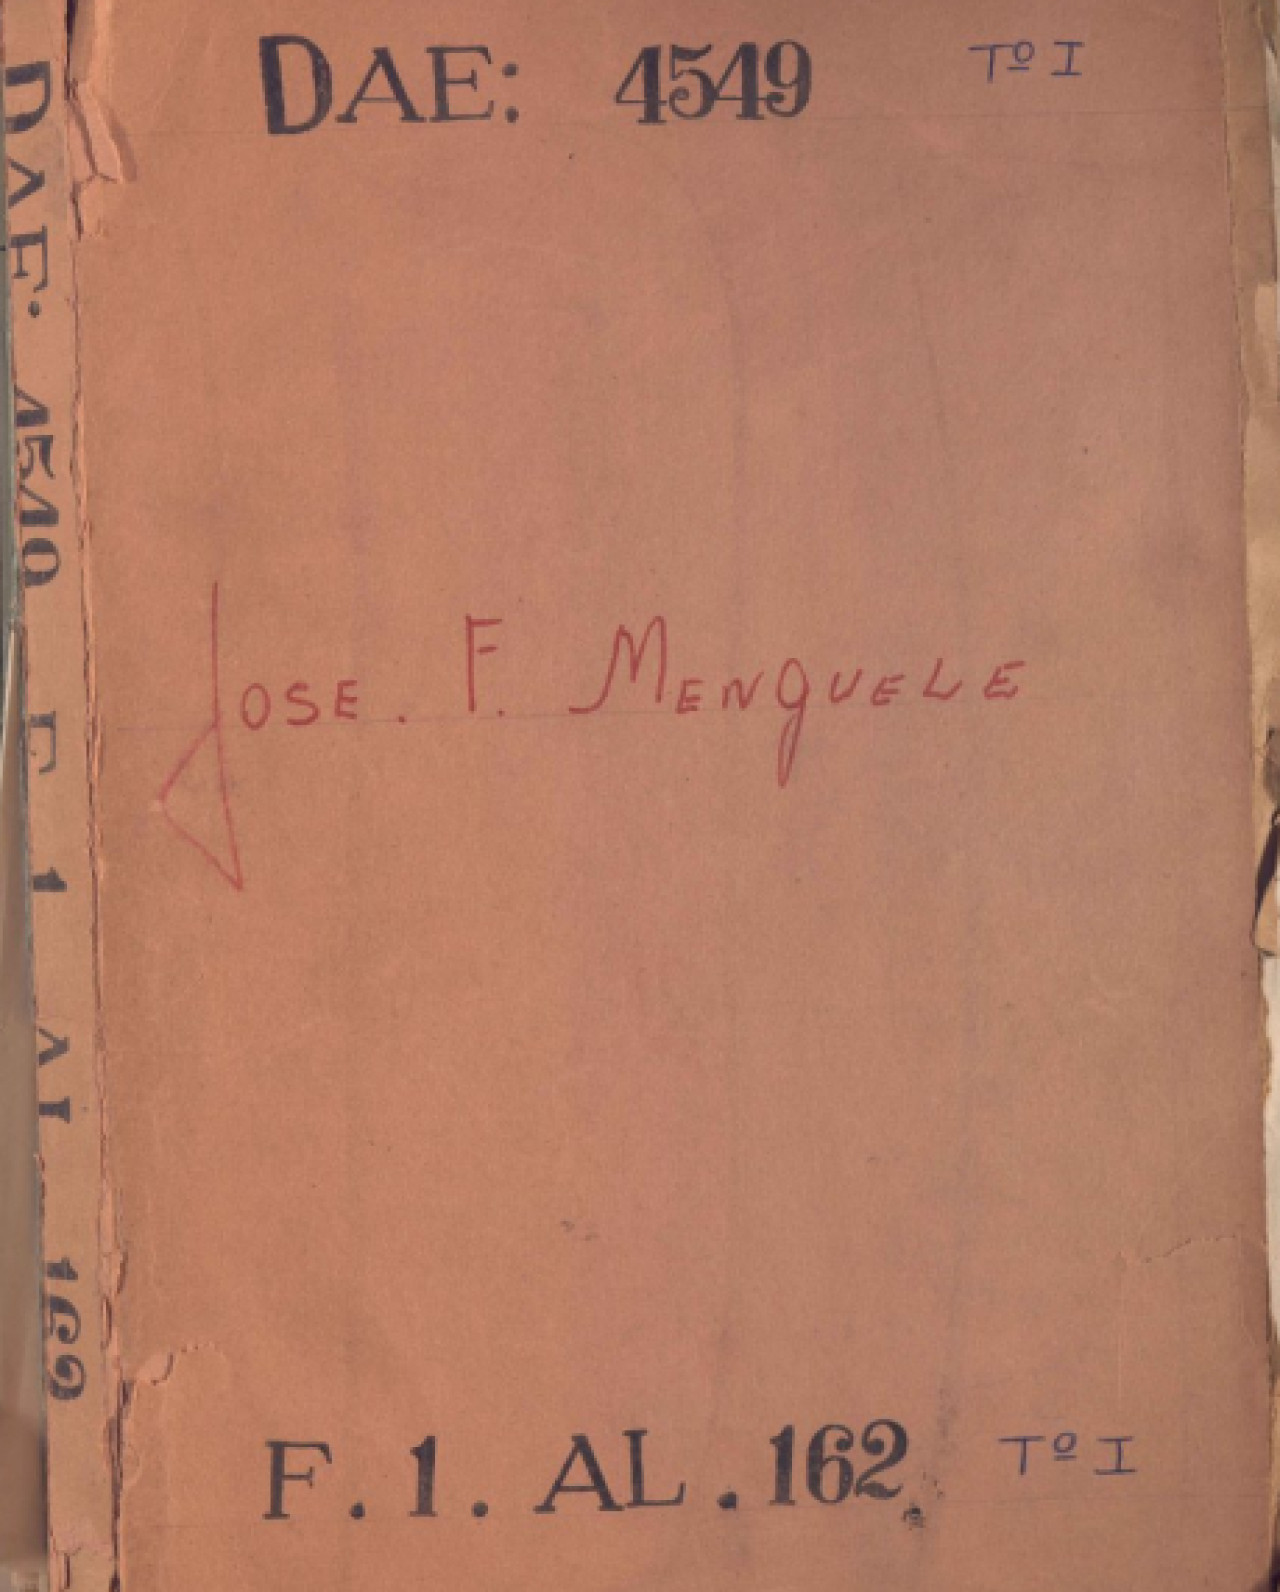 DAE: 4549 Tº I
JOSE. F. MENGUELE
F. 1. AL. 162. Tº I
DAE: 4549 F 1 AL 162